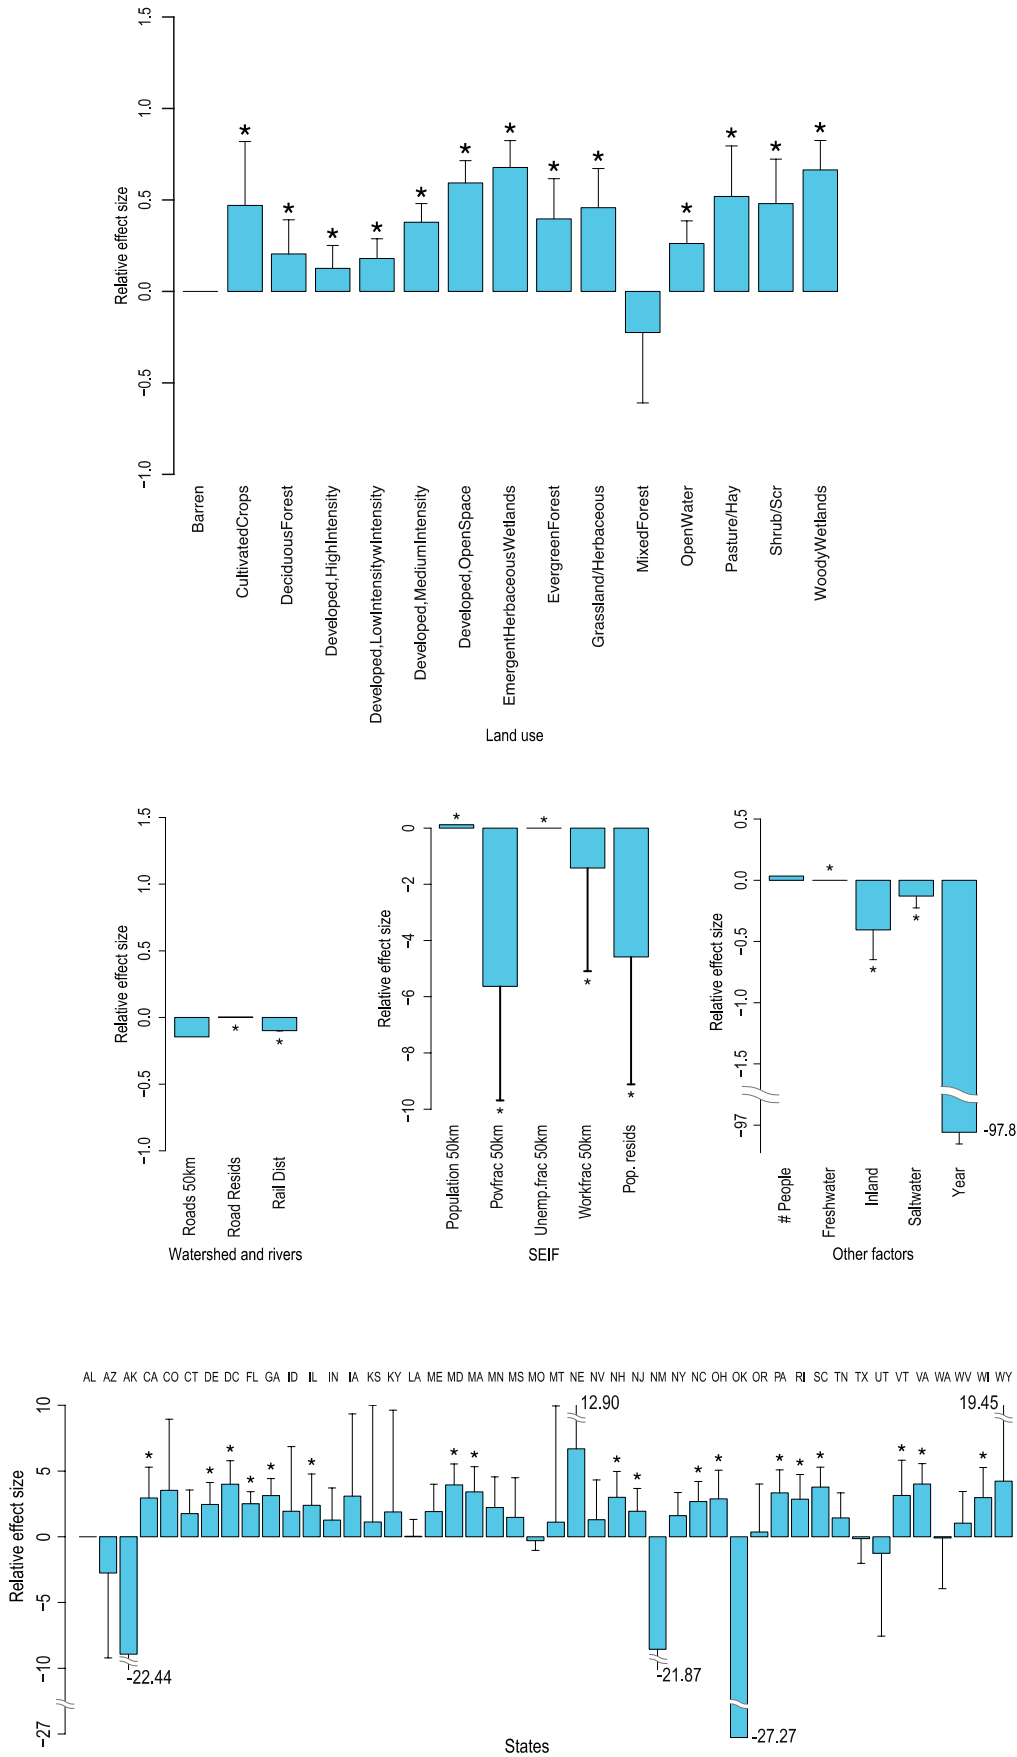 1.5
1.0
0.5
0.0
−0.5
−1.0
Relative effect size
* * * * * * * * * * * * *
Barren
CultivatedCrops
DeciduousForest
Developed,HighIntensity
Developed,LowIntensitywIntensity
Developed,MediumIntensity
Developed,OpenSpace
EmergentHerbaceousWetlands
EvergreenForest
Grassland/Herbaceous
MixedForest
OpenWater
Pasture/Hay
Shrub/Scr
WoodyWetlands
Land use
1.5
1.0
0.5
0.0
−0.5
−1.0
Relative effect size
* *
Roads 50km
Road Resids
Rail Dist
Watershed and rivers
0
−2
−4
−6
−8
−10
Relative effect size
* * * * *
Population 50km
Povfrac 50km
Unemp.frac 50km
Workfrac 50km
Pop. resids
SEIF
0.5
0.0
−0.5
−1.0
−1.5
−97
Relative effect size
* * *
-97.8
# People
Freshwater
Inland
Saltwater
Year
Other factors
AL AZ AK CA CO CT DE DC FL GA ID IL IN IA KS KY LA ME MD MA MN MS MO MT NE NV NH NJ NM NY NC OH OK OR PA RI SC TN TX UT VT VA WA WV WI WY
10
5
0
−5
−10
−27
Relative effect size
12.90
19.45
* * * * * * * * * * * * * * * * * *
-22.44
-21.87
-27.27
States